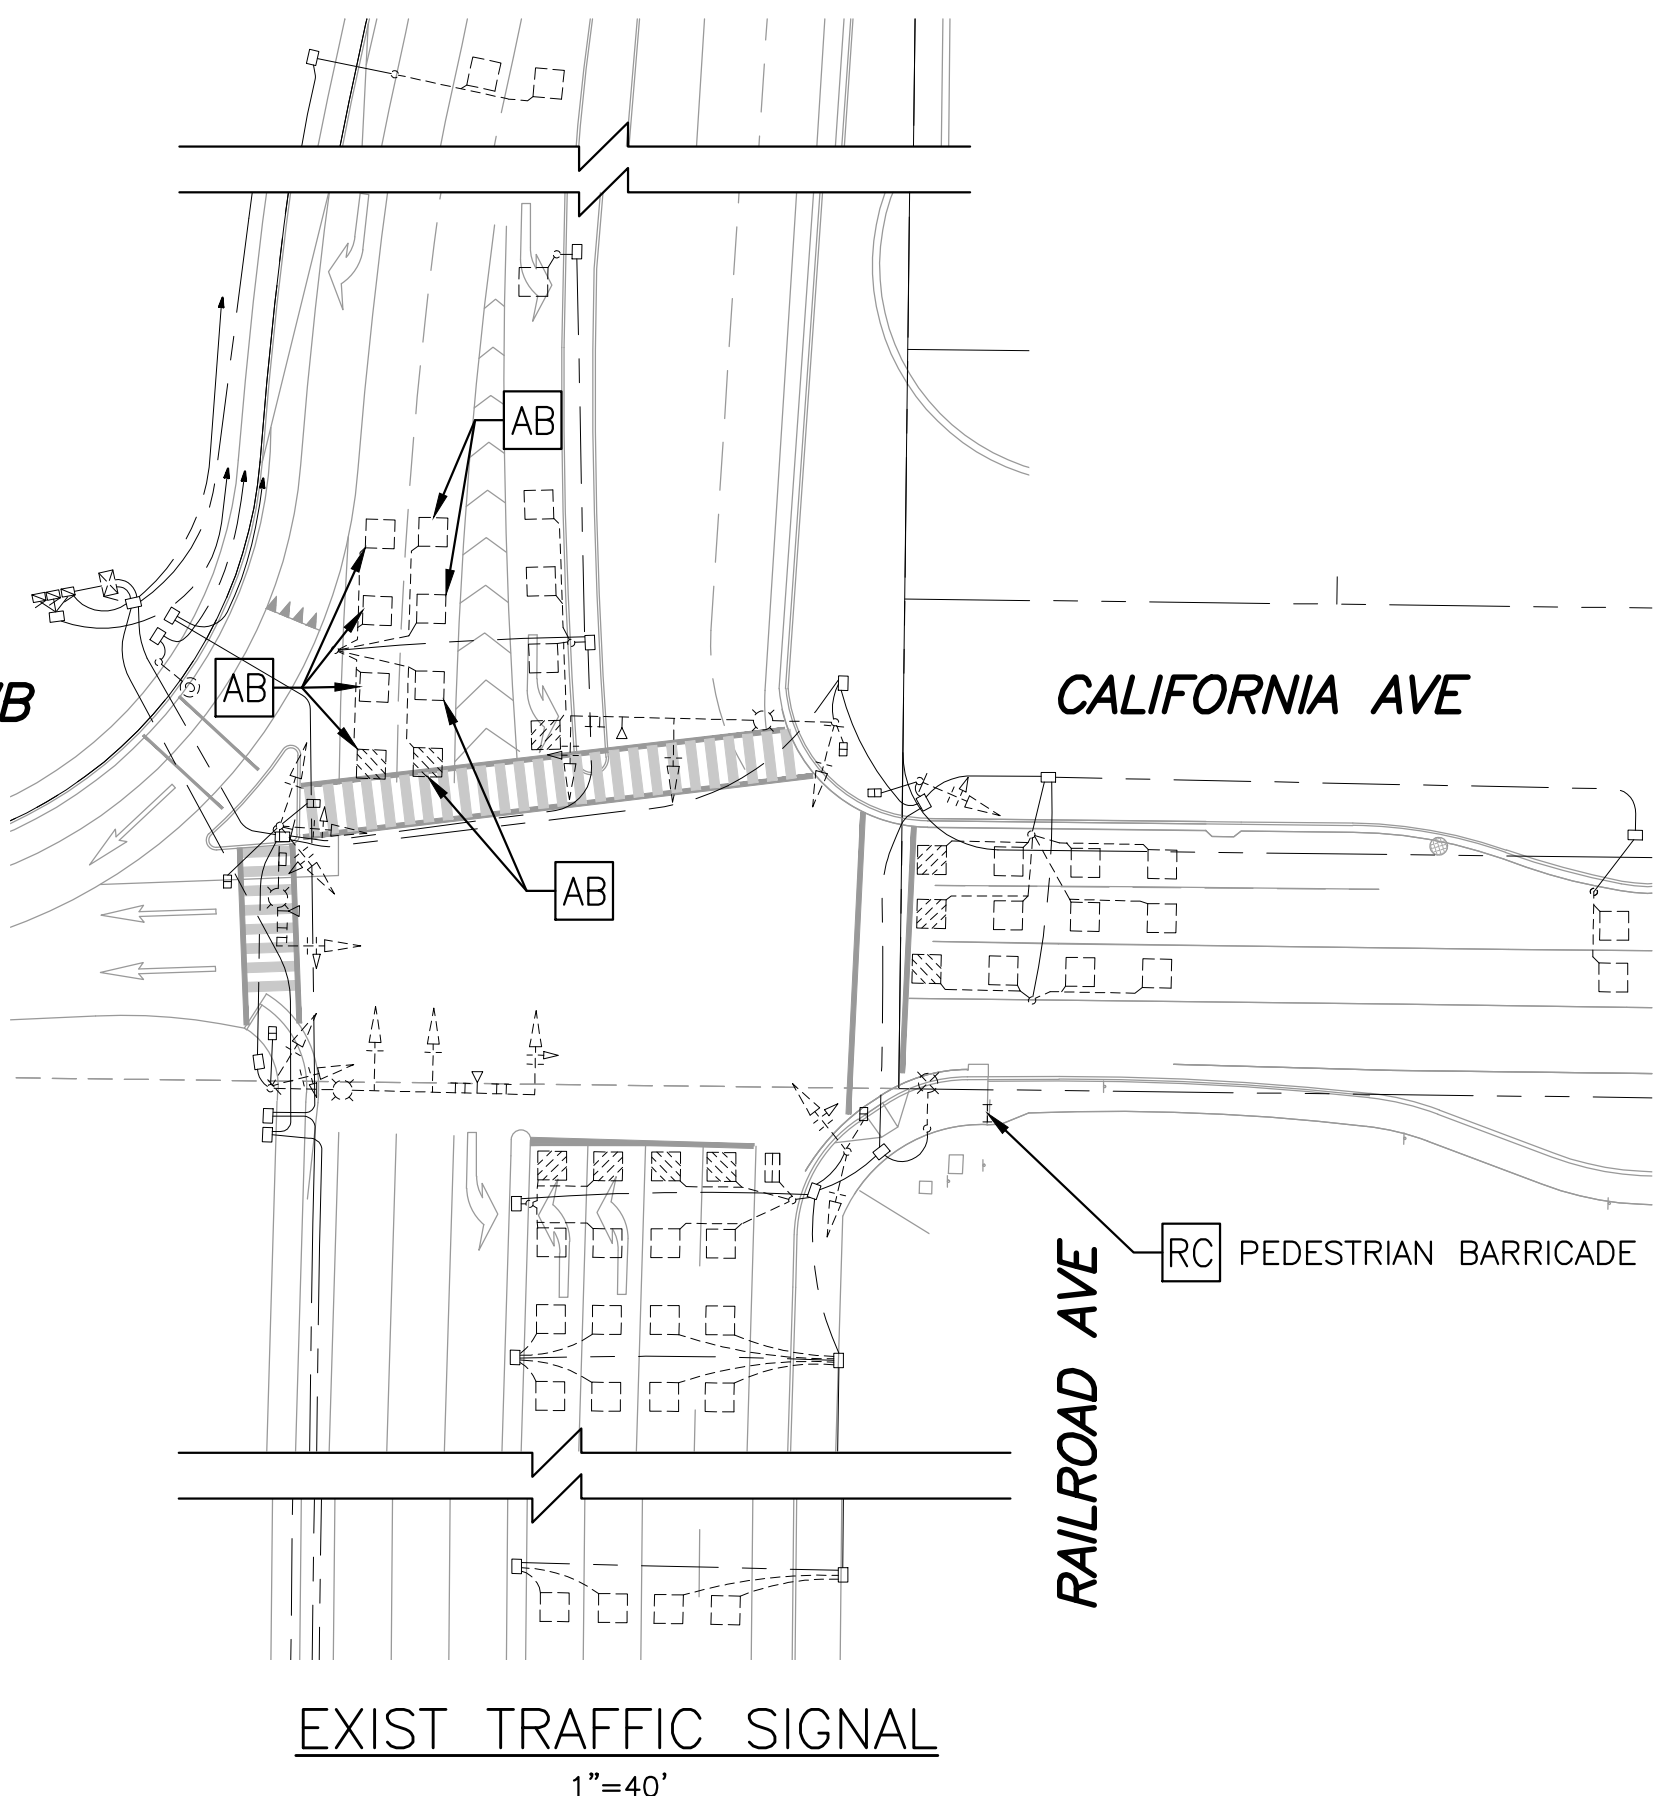 AB
AB
CALIFORNIA AVE
AB
RC PEDESTRIAN BARRICADE
RAILROAD AVE
EXIST TRAFFIC SIGNAL
1"=40'